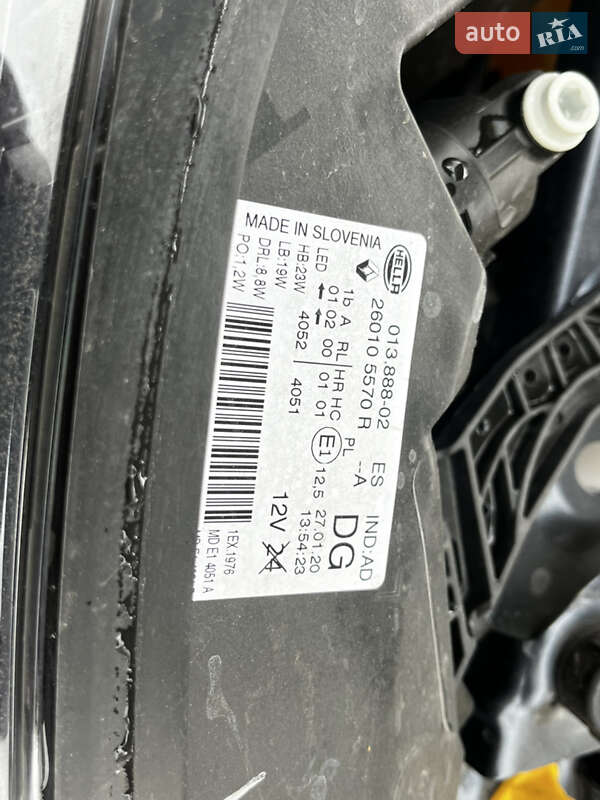 auto RIA .com
MADE IN SLOVENIA
HELLA
013.888-02 ES IND:AD
26010 5570 R --A
1b A RL HR HC PL
01 02 00 01 01 E1 12,5 27.01.20
13:54:23
DG
LED ← ←
HB:23W 4052 4051
LB:19W
DRL:8,8W
PO:1,2W
12V 24
1EX.1976
MD E1 4051 A